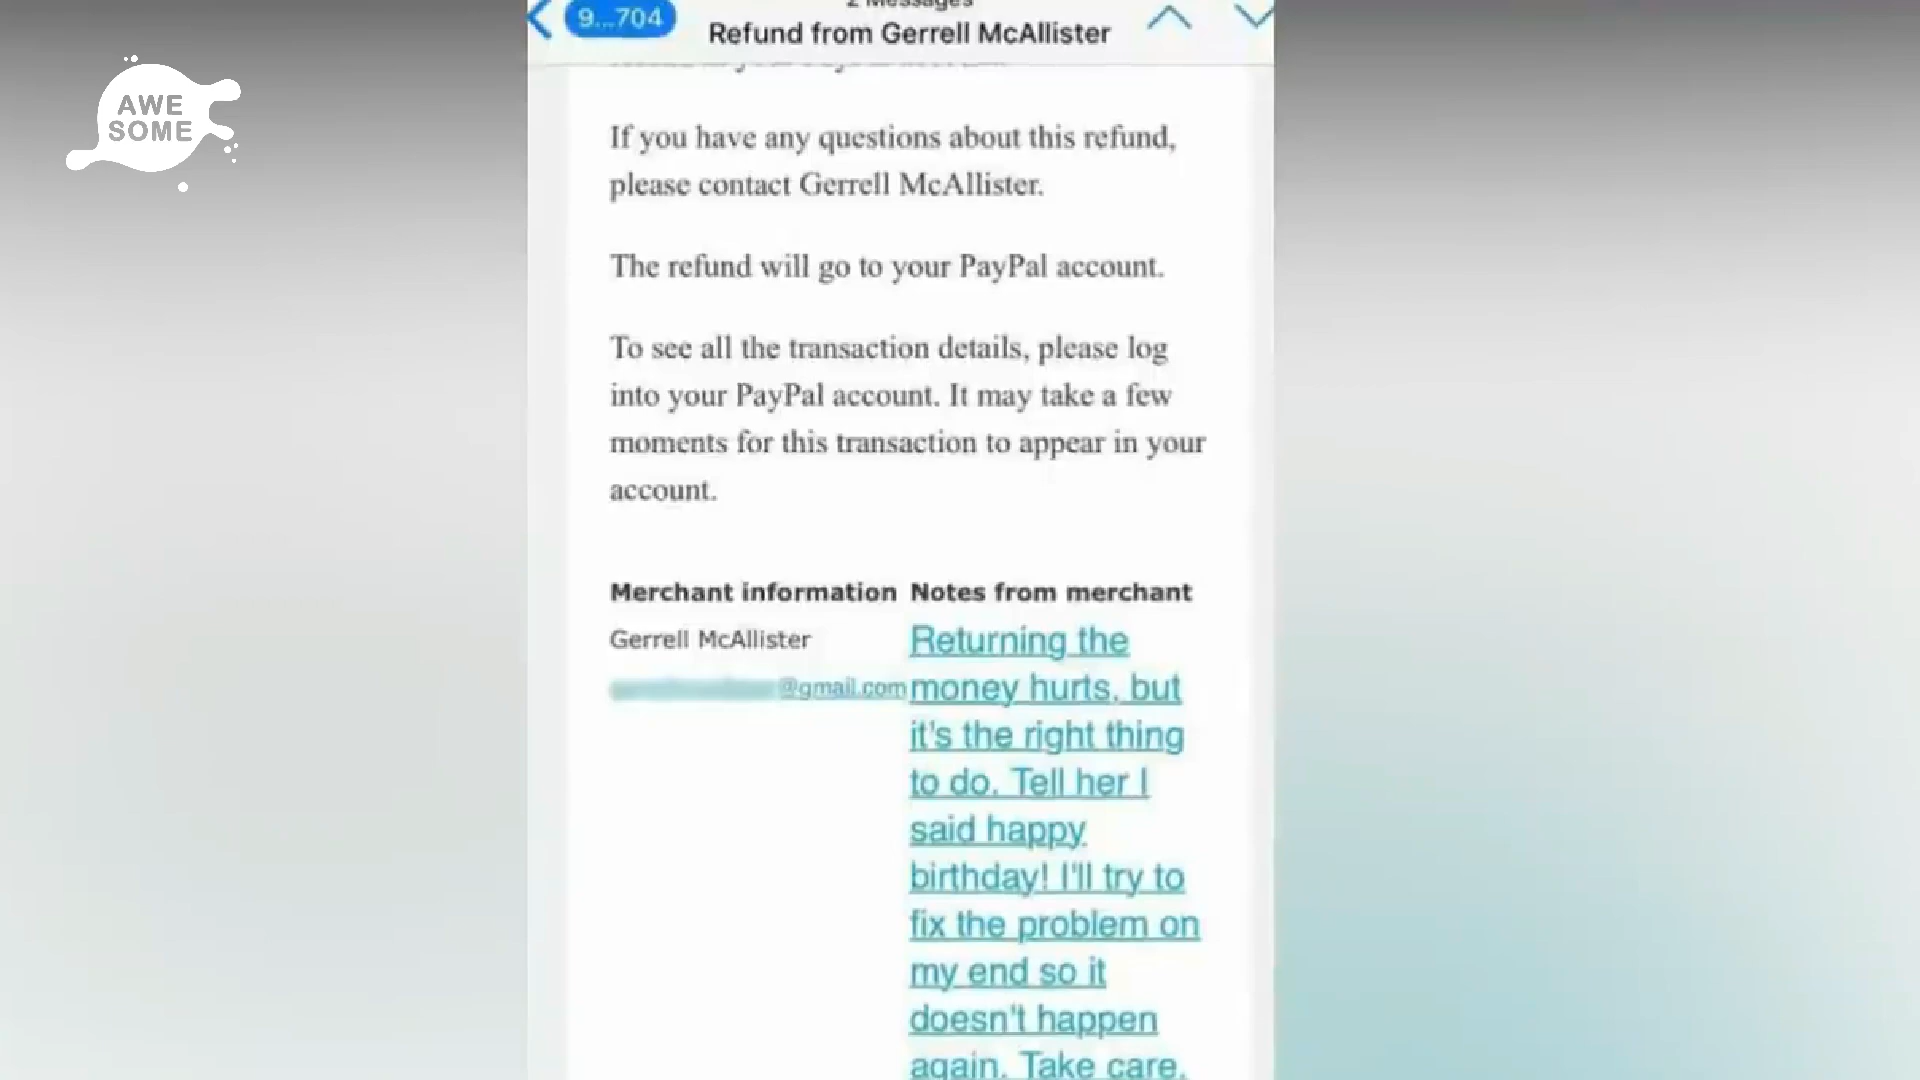 AWE
SOME
9...704
2 Messages
Refund from Gerrell McAllister
If you have any questions about this refund,
please contact Gerrell McAllister.
The refund will go to your PayPal account.
To see all the transaction details, please log
into your PayPal account. It may take a few
moments for this transaction to appear in your
account.
Merchant information
Gerrell McAllister
@gmail.com
Notes from merchant
Returning the
money hurts, but
it's the right thing
to do. Tell her I
said happy
birthday! I'll try to
fix the problem on
my end so it
doesn't happen
again. Take care.